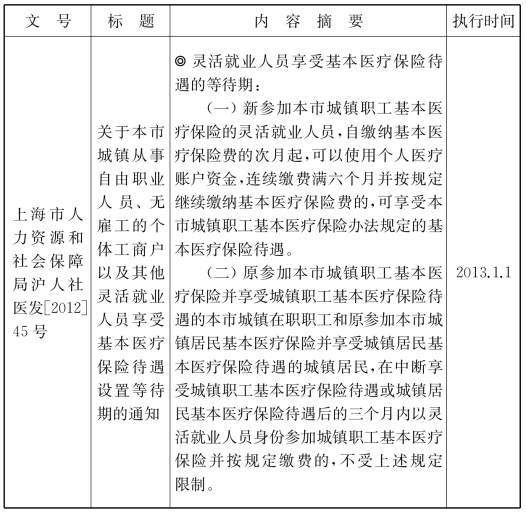 文 号
标 题
内 容 摘 要
执行时间
上海市人
力资源和
社会保障
局沪人社
医发[2012]
45号
关于本市
城镇从事
自由职业
人员、无
雇工的个
体工商户
以及其他
灵活就业
人员享受
基本医疗
保险待遇
设置等待
期的通知
◎ 灵活就业人员享受基本医疗保险待
遇的等待期：
（一）新参加本市城镇职工基本医
疗保险的灵活就业人员，自缴纳基本医
疗保险费的次月起，可以使用个人医疗
账户资金，连续缴费满六个月并按规定
继续缴纳基本医疗保险费的，可享受本
市城镇职工基本医疗保险办法规定的基
本医疗保险待遇。
（二）原参加本市城镇职工基本医
疗保险并享受城镇职工基本医疗保险待
遇的本市城镇在职职工和原参加本市城
镇居民基本医疗保险并享受城镇居民基
本医疗保险待遇的城镇居民，在中断享
受城镇职工基本医疗保险待遇或城镇居
民基本医疗保险待遇后的三个月内以灵
活就业人员身份参加城镇职工基本医疗
保险并按规定缴费的，不受上述规定
限制。
2013.1.1